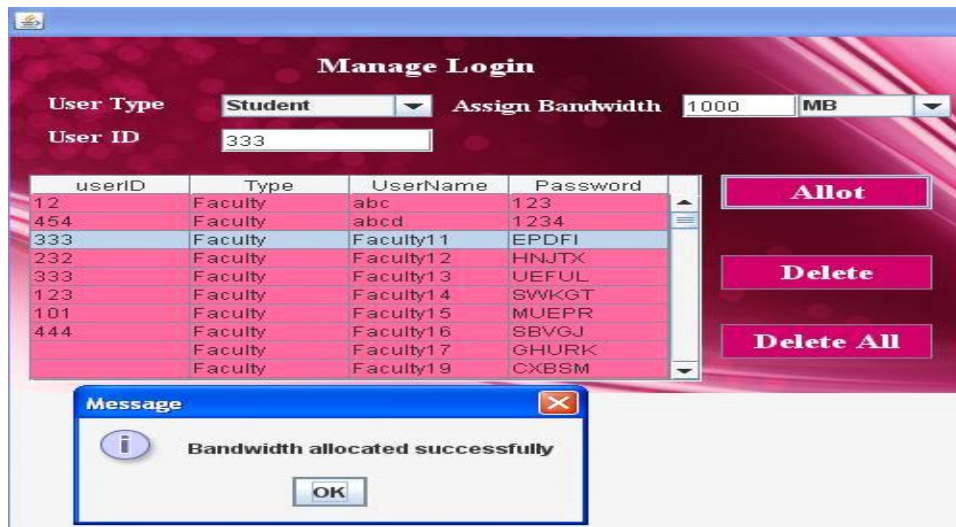 Manage Login
User Type Student Assign Bandwidth 1000 MB
User ID 333
userID Type UserName Password
12 Faculty abc 123
454 Faculty abcd 1234
333 Faculty Faculty11 EPDFI
232 Faculty Faculty12 HNJTX
333 Faculty Faculty13 UEFUL
123 Faculty Faculty14 SWKGT
101 Faculty Faculty15 MUEPR
444 Faculty Faculty16 SBVGJ
Faculty Faculty17 GHURK
Faculty Faculty19 CXBSM
Allot
Delete
Delete All
Message
Bandwidth allocated successfully
OK